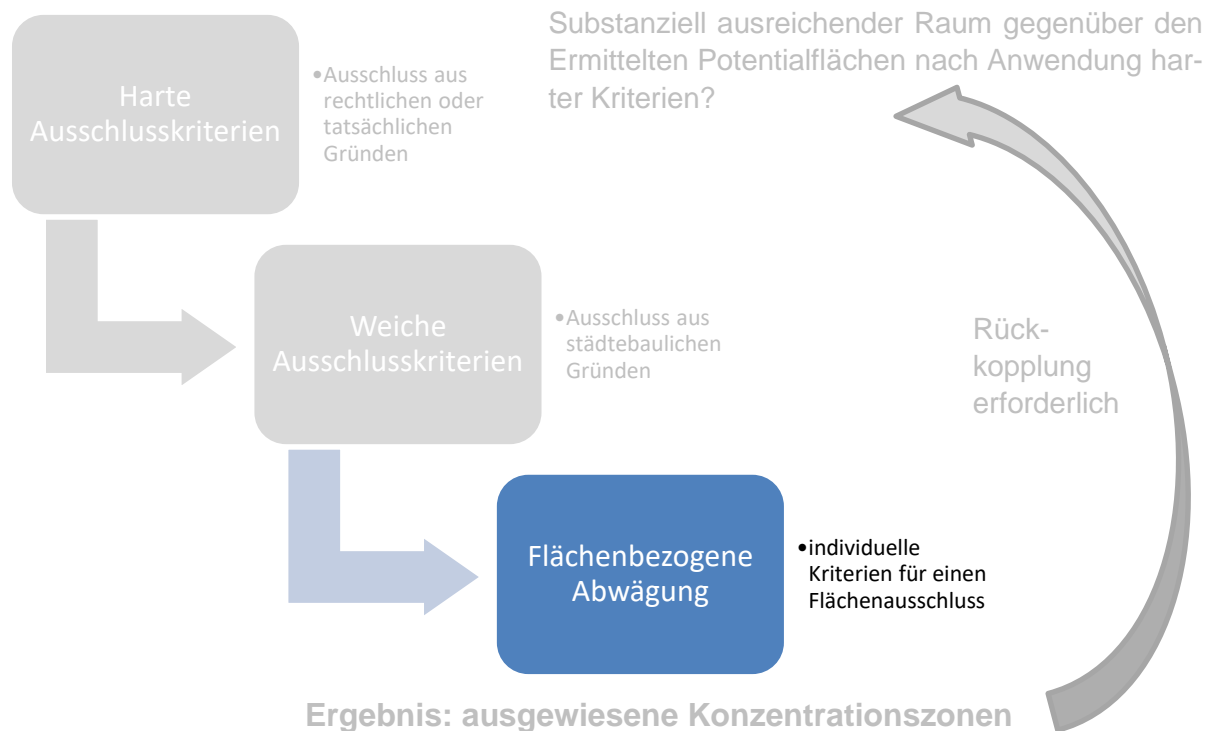 Substanziell ausreichender Raum gegenüber den
Ermittelten Potentialflächen nach Anwendung har-
ter Kriterien?
Harte
Ausschlusskriterien
•Ausschluss aus
rechtlichen oder
tatsächlichen
Gründen
Weiche
Ausschlusskriterien
•Ausschluss aus
städtebaulichen
Gründen
Rück-
kopplung
erforderlich
Flächenbezogene
Abwägung
•individuelle
Kriterien für einen
Flächenausschluss
Ergebnis: ausgewiesene Konzentrationszonen